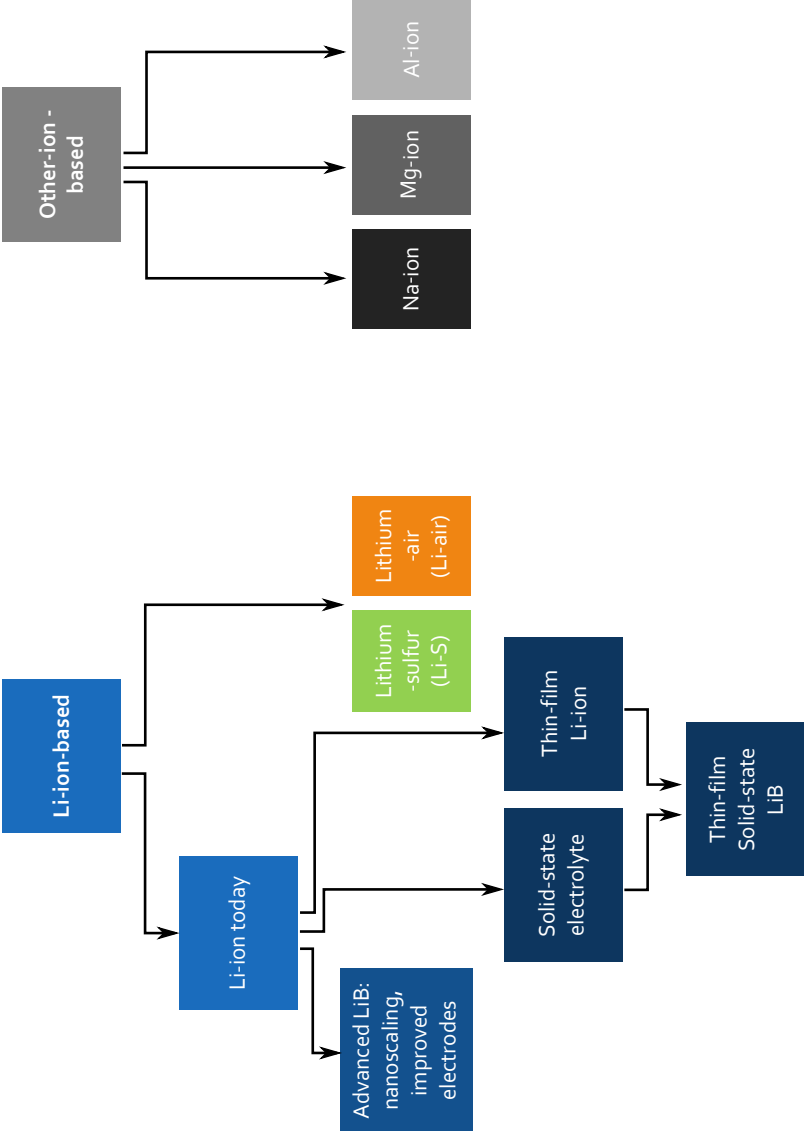 Li-ion-based
Other-ion -
based
Li-ion today
Advanced LiB:
nanoscaling,
improved
electrodes
Lithium
-sulfur
(Li-S)
Lithium
-air
(Li-air)
Na-ion
Mg-ion
Al-ion
Solid-state
electrolyte
Thin-film
Li-ion
Thin-film
Solid-state
LiB